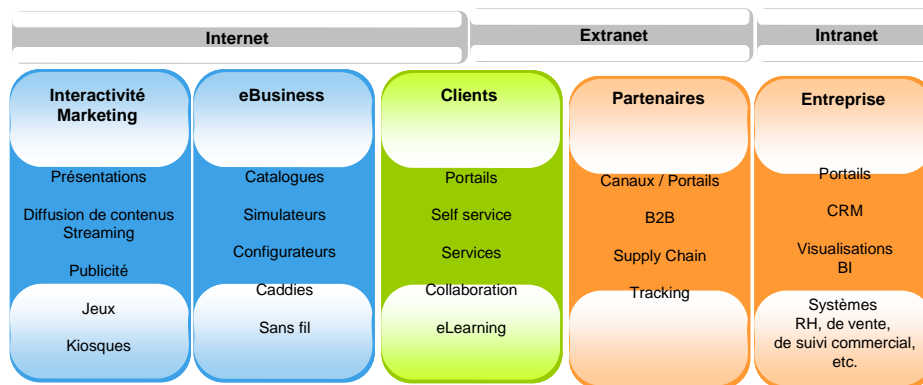 Internet
Extranet
Intranet
Interactivité
Marketing
Présentations
Diffusion de contenus
Streaming
Publicité
Jeux
Kiosques
eBusiness
Catalogues
Simulateurs
Configurateurs
Caddies
Sans fil
Clients
Portails
Self service
Services
Collaboration
eLearning
Partenaires
Canaux / Portails
B2B
Supply Chain
Tracking
Entreprise
Portails
CRM
Visualisations
BI
Systèmes
RH, de vente,
de suivi commercial,
etc.